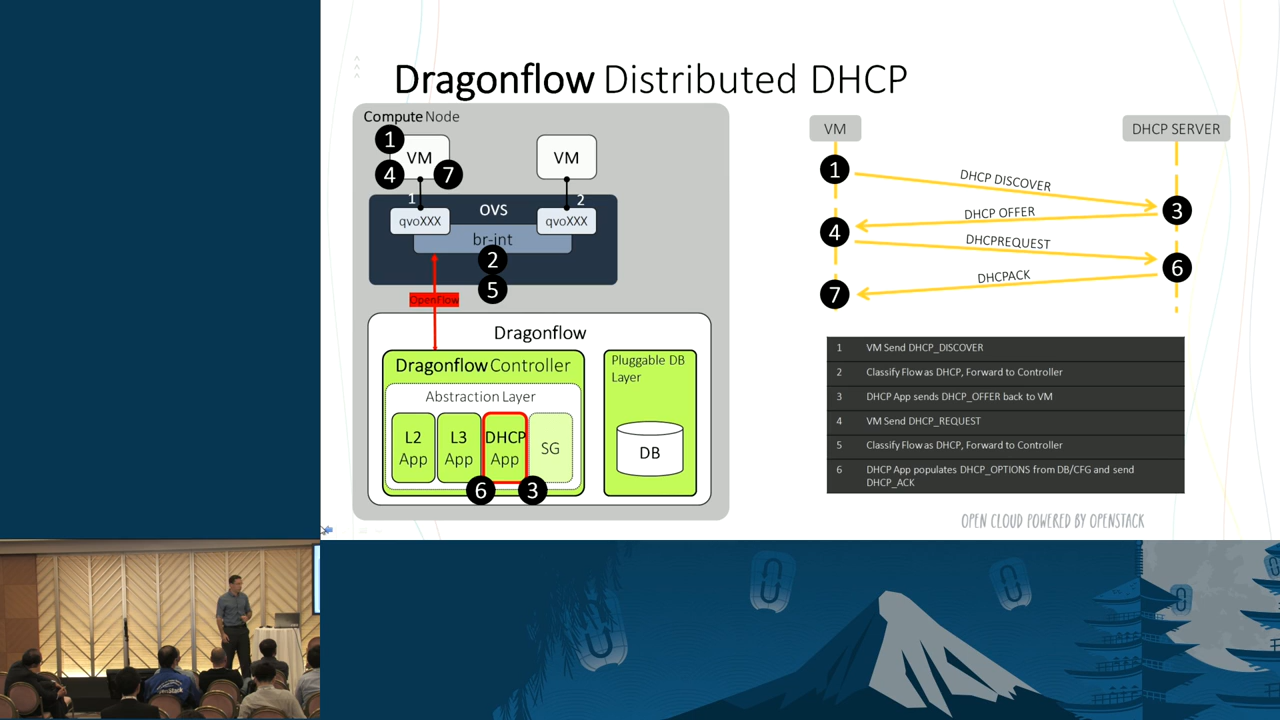 Dragonflow Distributed DHCP
Compute Node
1
VM
4
7
VM
1
2
OVS
qvoXXX
qvoXXX
br-int
2
5
OpenFlow
Dragonflow
Dragonflow Controller
Abstraction Layer
L2
App
L3
App
DHCP
App
SG
6
3
Pluggable DB
Layer
DB
VM
DHCP SERVER
1
DHCP DISCOVER
3
DHCP OFFER
4
DHCPREQUEST
6
DHCPACK
7
1 VM Send DHCP_DISCOVER
2 Classify Flow as DHCP, Forward to Controller
3 DHCP App sends DHCP_OFFER back to VM
4 VM Send DHCP_REQUEST
5 Classify Flow as DHCP, Forward to Controller
6 DHCP App populates DHCP_OPTIONS from DB/CFG and send
DHCP_ACK
OPEN CLOUD POWERED BY OPENSTACK